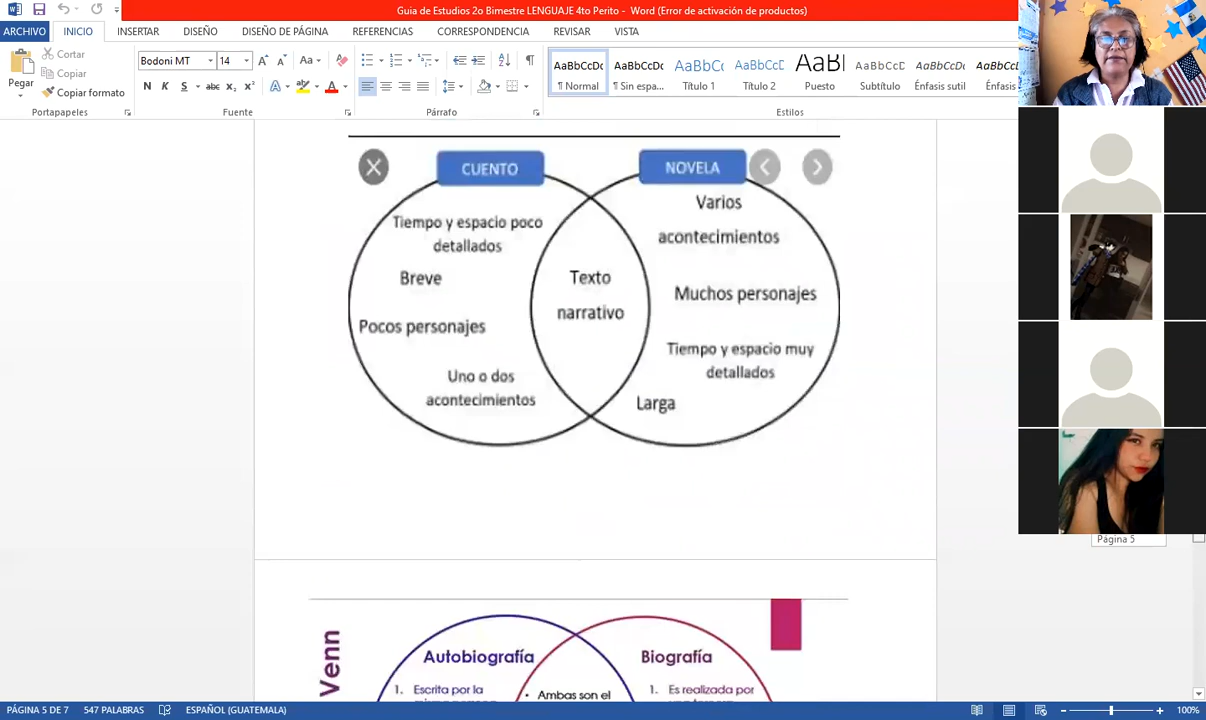 Guia de Estudios 2o Bimestre LENGUAJE 4to Perito - Word (Error de activación de productos)
ARCHIVO INICIO INSERTAR DISEÑO DISEÑO DE PÁGINA REFERENCIAS CORRESPONDENCIA REVISAR VISTA
Pegar
Cortar
Copiar
Copiar formato
Portapapeles
Bodoni MT 14
N K S abc x₂ x²
Fuente
Párrafo
AaBbCcDc AaBbCcDc AaBbCc AaBbCcD AaBl AaBbCcD AaBbCcDc AaBbCcDc
¶ Normal ¶ Sin espa... Título 1 Título 2 Puesto Subtítulo Énfasis sutil Énfasis
Estilos
CUENTO
Tiempo y espacio poco
detallados
Breve
Pocos personajes
Uno o dos
acontecimientos
Texto
narrativo
NOVELA
Varios
acontecimientos
Muchos personajes
Tiempo y espacio muy
detallados
Larga
Página 5
Venn
Autobiografía
1. Escrita por la
• Ambas son el
Biografía
1. Es realizada por
PÁGINA 5 DE 7 547 PALABRAS ESPAÑOL (GUATEMALA) 100%